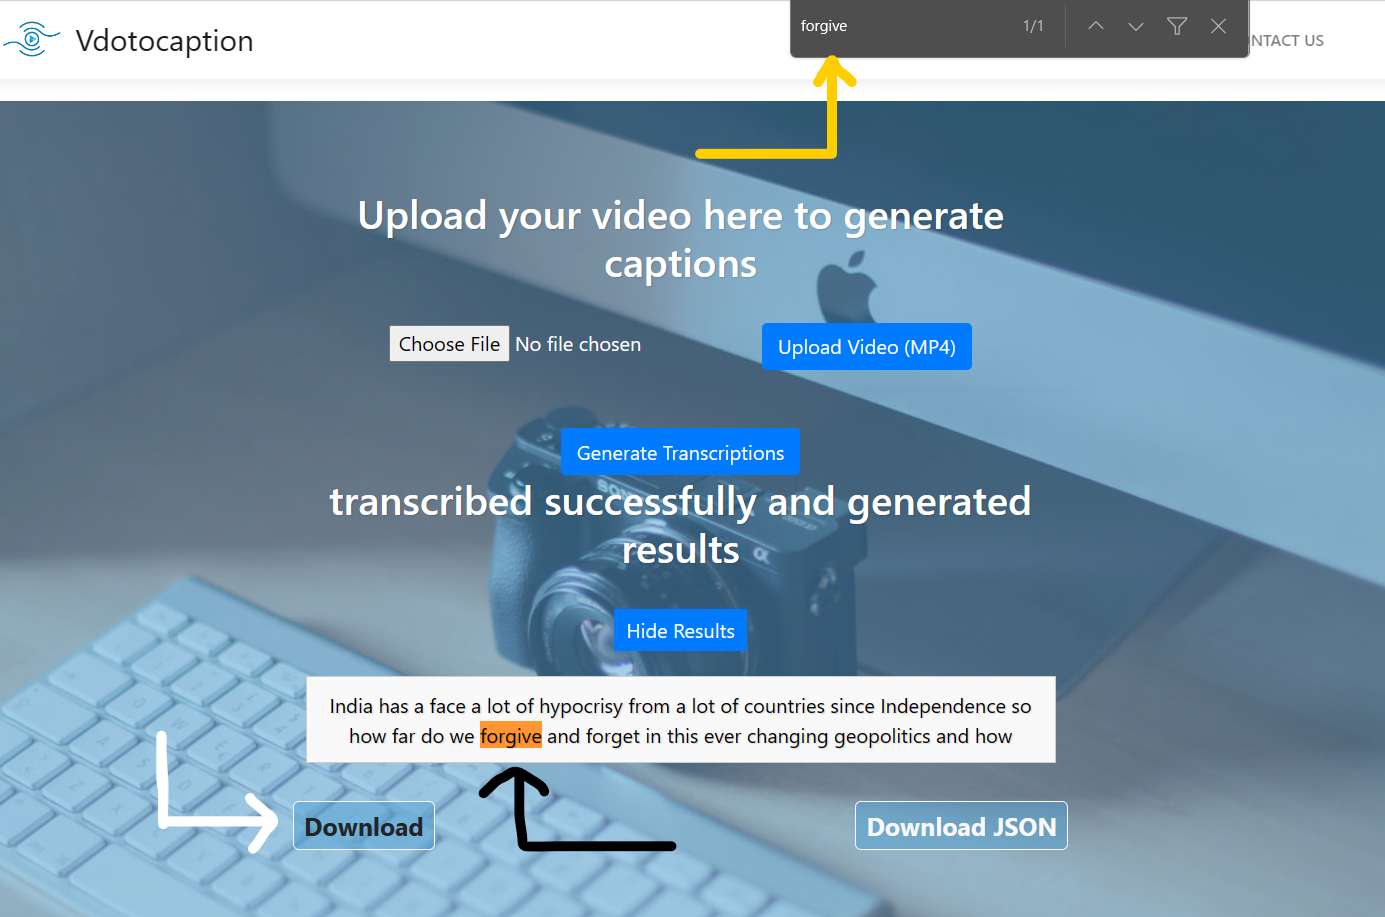 Vdotocaption
forgive 1/1
NTACT US
Upload your video here to generate
captions
Choose File No file chosen
Upload Video (MP4)
Generate Transcriptions
transcribed successfully and generated
results
Hide Results
India has a face a lot of hypocrisy from a lot of countries since Independence so
how far do we forgive and forget in this ever changing geopolitics and how
Download
Download JSON